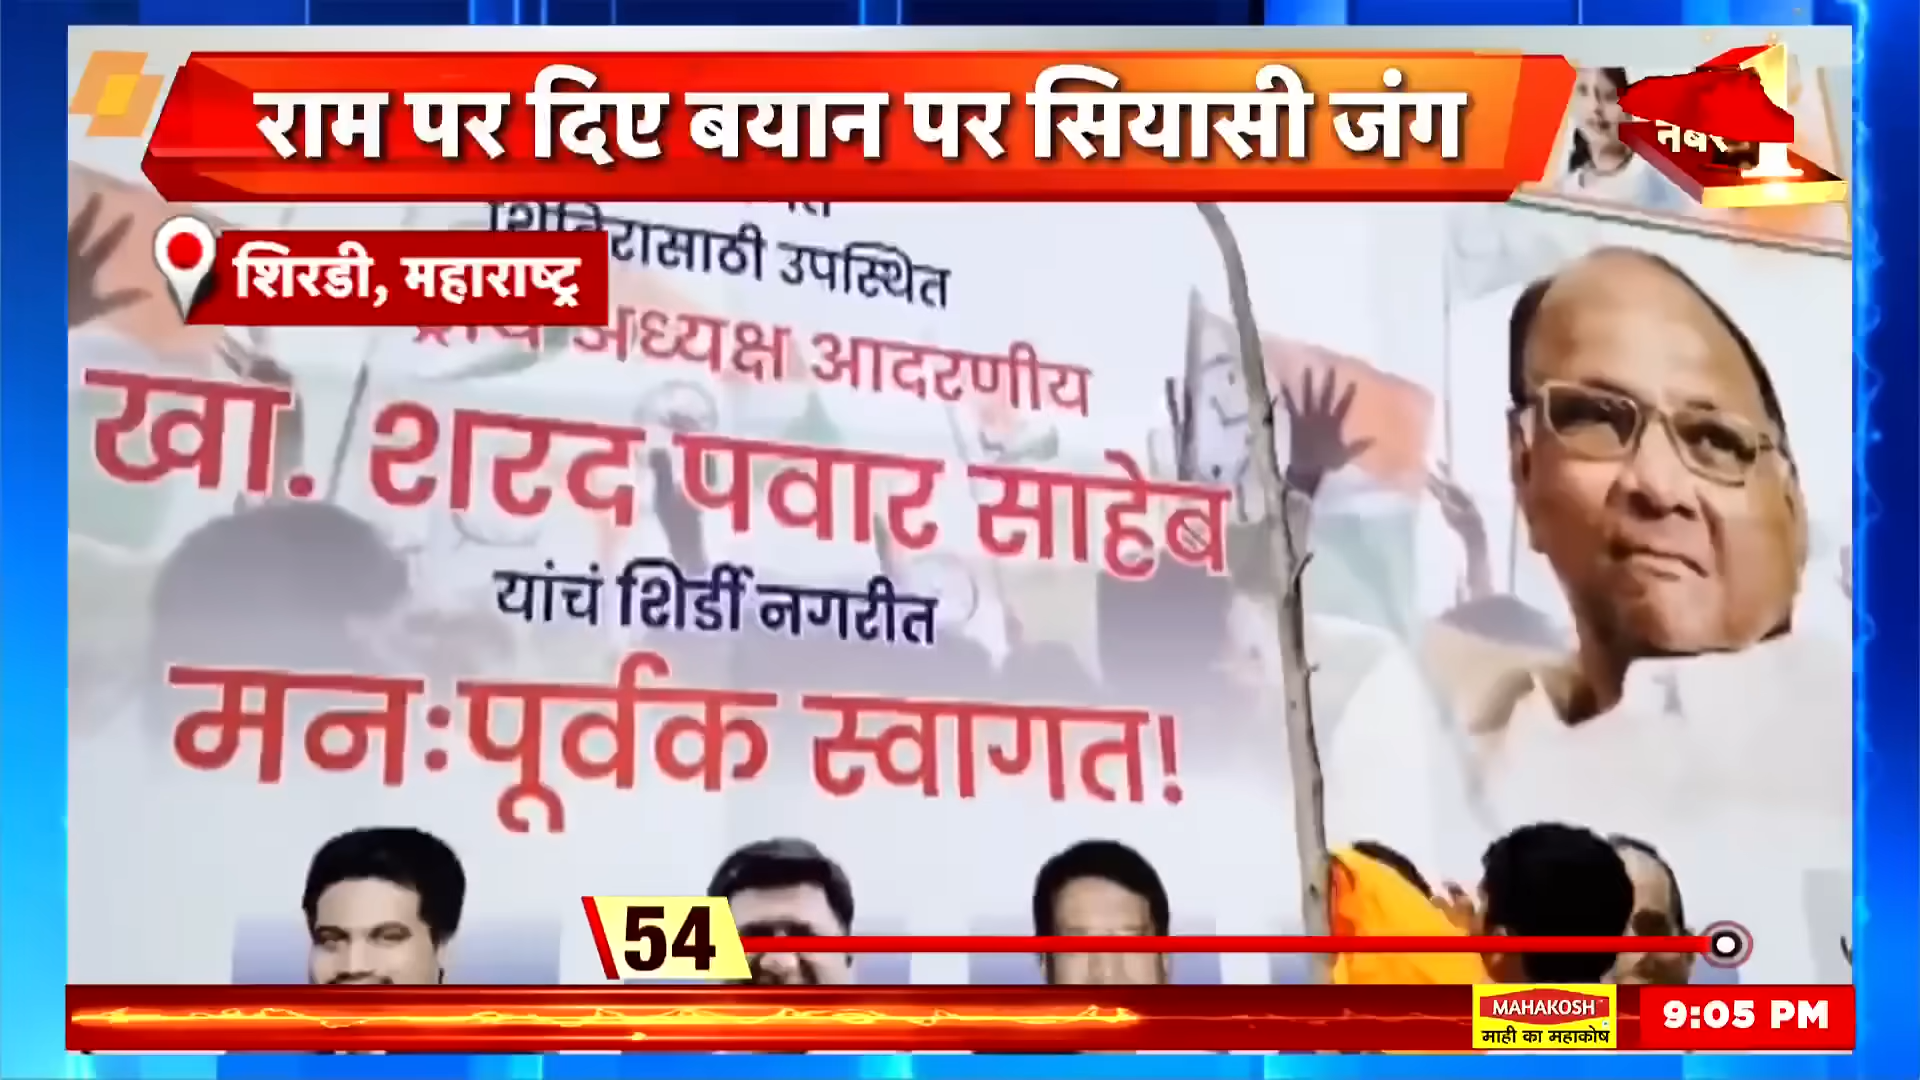 राम पर दिए बयान पर सियासी जंग
शिरडी, महाराष्ट्र
उपस्थित
अध्यक्ष आदरणीय
खा. शरद पवार साहेब
यांचं शिर्डी नगरीत
मनःपूर्वक स्वागत!
54
MAHAKOSH
माही का महाकोष
9:05 PM